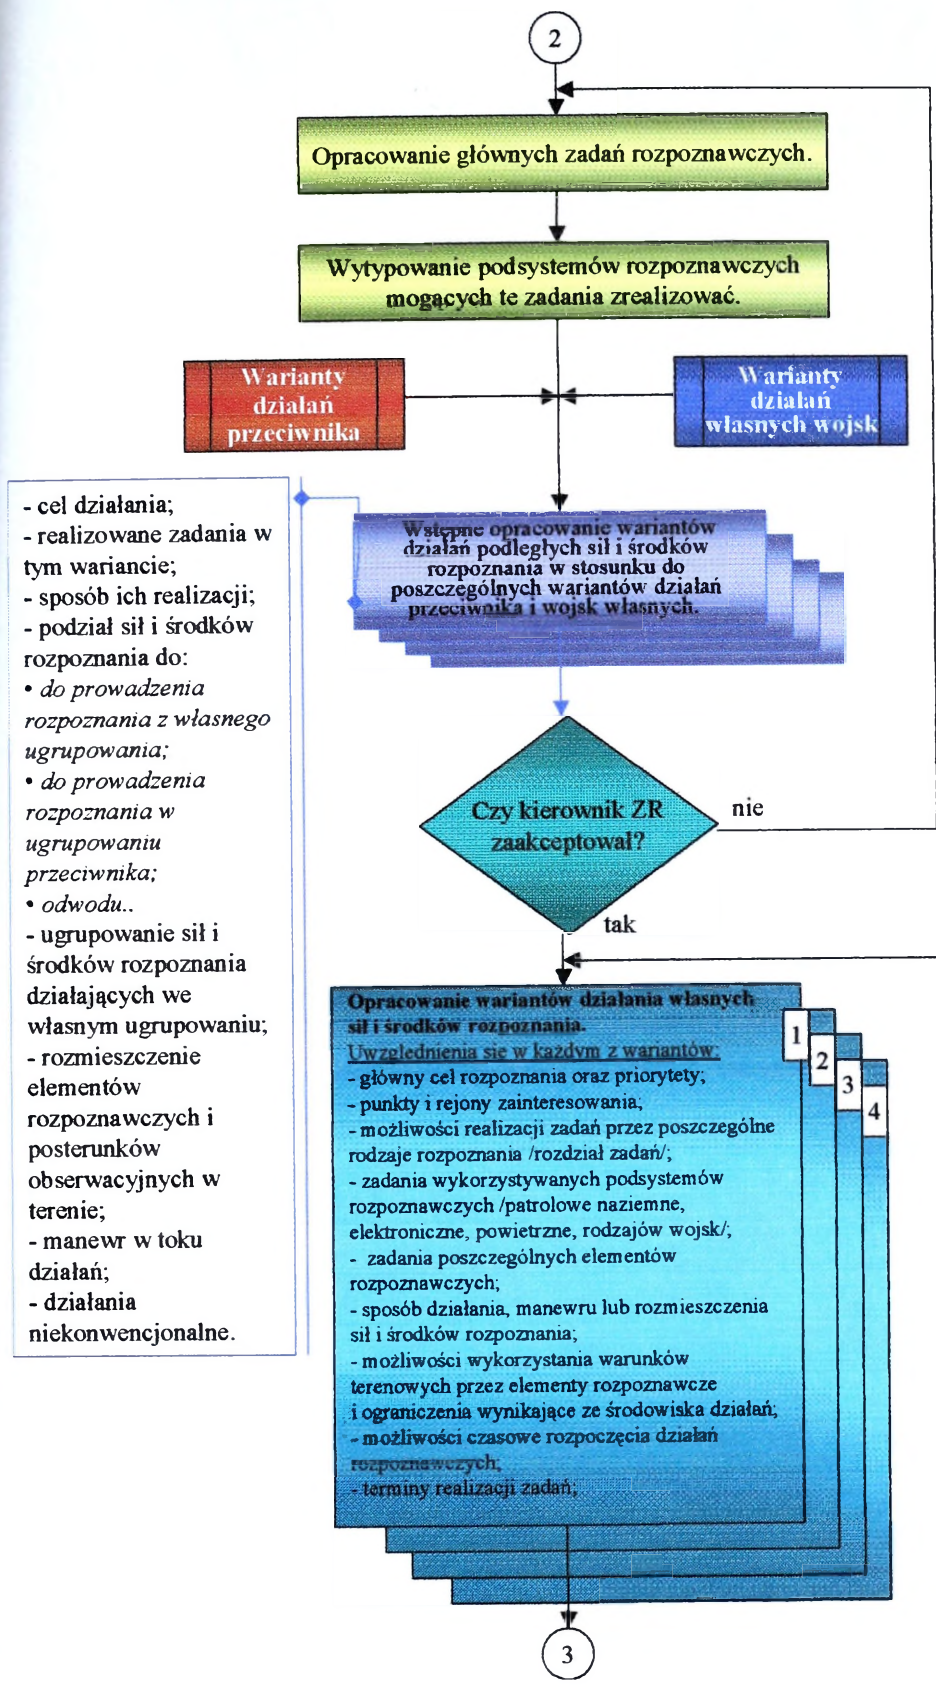 2
Opracowanie głównych zadań rozpoznawczych.
Wytypowanie podsystemów rozpoznawczych
mogących te zadania zrealizować.
Warianty
działań
przeciwnika
Warianty
działań
własnych wojsk
- cel działania;
- realizowane zadania w
tym wariancie;
- sposób ich realizacji;
- podział sił i środków
rozpoznania do:
• do prowadzenia
rozpoznania z własnego
ugrupowania;
• do prowadzenia
rozpoznania w
ugrupowaniu
przeciwnika;
• odwodu..
- ugrupowanie sił i
środków rozpoznania
działających we
własnym ugrupowaniu;
- rozmieszczenie
elementów
rozpoznawczych i
posterunków
obserwacyjnych w
terenie;
- manewr w toku
działań;
- działania
niekonwencjonalne.
Wstępne opracowanie wariantów
działań podległych sił i środków
rozpoznania w stosunku do
poszczególnych wariantów działań
przeciwnika i wojsk własnych.
Czy kierownik ZR
zaakceptował?
nie
tak
Opracowanie wariantów działania własnych
sił i środków rozpoznania.
Uwzględnienia się w każdym z wariantów:
- główny cel rozpoznania oraz priorytety;
- punkty i rejony zainteresowania;
- możliwości realizacji zadań przez poszczególne
rodzaje rozpoznania /rozdział zadań/;
- zadania wykorzystywanych podsystemów
rozpoznawczych /patrolowe naziemne,
elektroniczne, powietrzne, rodzajów wojsk/;
- zadania poszczególnych elementów
rozpoznawczych;
- sposób działania, manewru lub rozmieszczenia
sił i środków rozpoznania;
- możliwości wykorzystania warunków
terenowych przez elementy rozpoznawcze
i ograniczenia wynikające ze środowiska działań;
- możliwości czasowe rozpoczęcia działań
rozpoznawczych;
- terminy realizacji zadań;
1
2
3
4
3